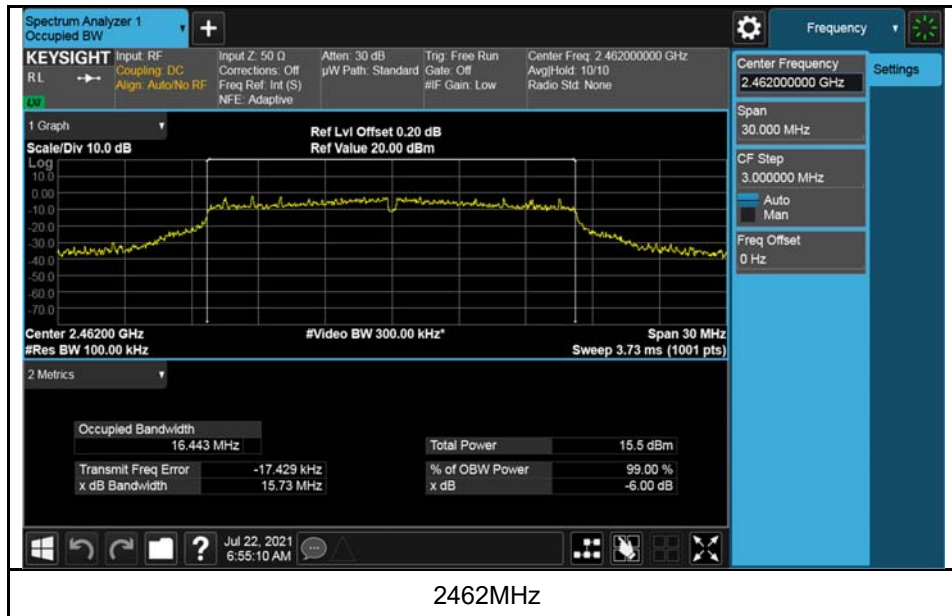 Spectrum Analyzer 1
Occupied BW
+
Frequency
KEYSIGHT
RL
LXI
Input: RF
Coupling: DC
Align: Auto/No RF
Input Z: 50 Ω
Corrections: Off
Freq Ref: Int (S)
NFE: Adaptive
Atten: 30 dB
µW Path: Standard
Trig: Free Run
Gate: Off
#IF Gain: Low
Center Freq: 2.462000000 GHz
Avg|Hold: 10/10
Radio Std: None
Center Frequency
2.462000000 GHz
Settings
Span
30.000 MHz
CF Step
3.000000 MHz
Auto
Man
Freq Offset
0 Hz
1 Graph
Scale/Div 10.0 dB
Ref Lvl Offset 0.20 dB
Ref Value 20.00 dBm
Log
10.0
0.00
-10.0
-20.0
-30.0
-40.0
-50.0
-60.0
-70.0
Center 2.46200 GHz
#Video BW 300.00 kHz*
Span 30 MHz
#Res BW 100.00 kHz
Sweep 3.73 ms (1001 pts)
2 Metrics
Occupied Bandwidth
16.443 MHz
Total Power 15.5 dBm
Transmit Freq Error -17.429 kHz
% of OBW Power 99.00 %
x dB Bandwidth 15.73 MHz
x dB -6.00 dB
?
Jul 22, 2021
6:55:10 AM
2462MHz